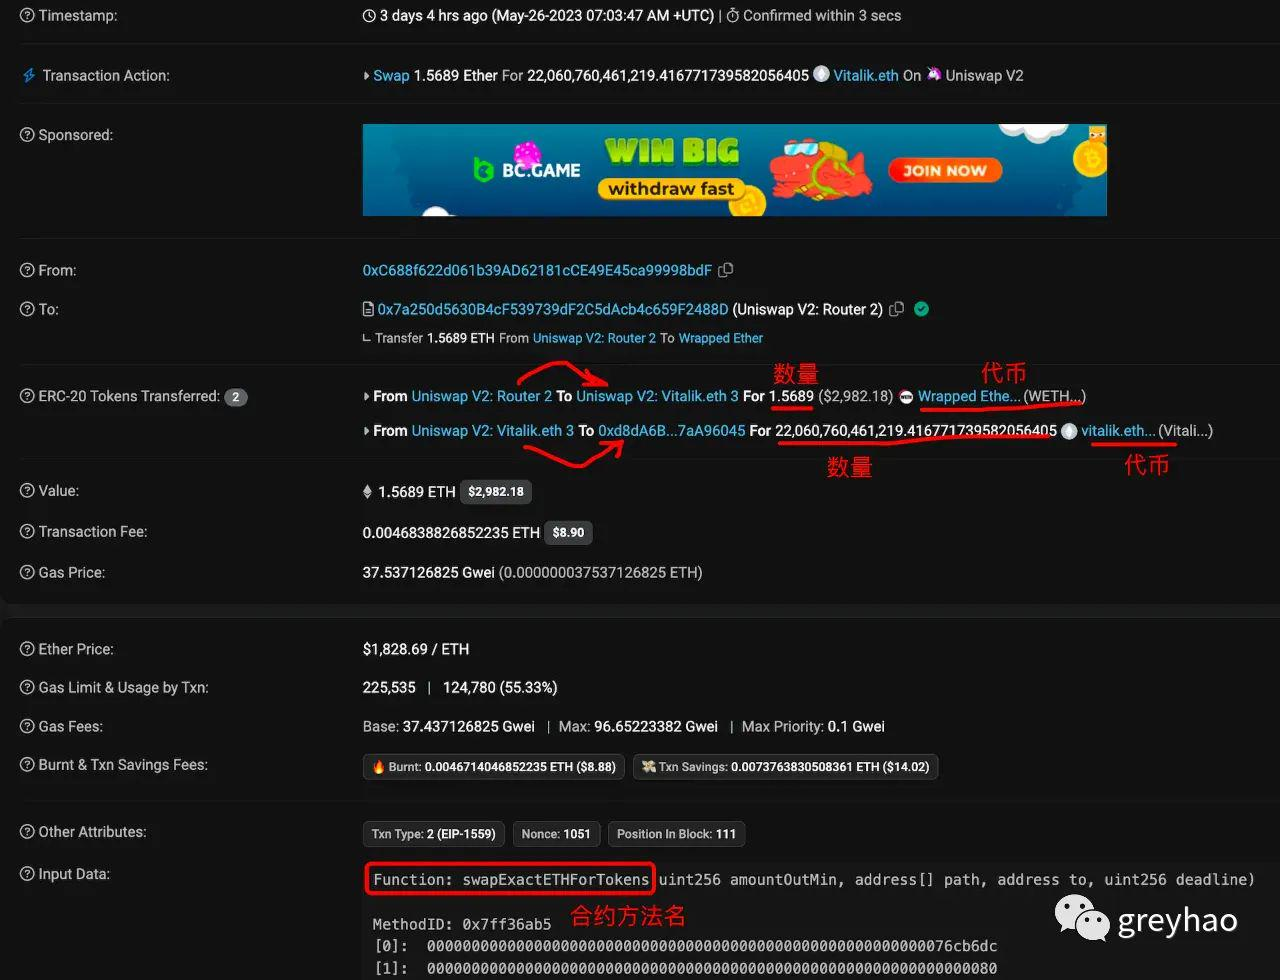 Timestamp:
3 days 4 hrs ago (May-26-2023 07:03:47 AM +UTC) | Confirmed within 3 secs
Transaction Action:
Swap 1.5689 Ether For 22,060,760,461,219.416771739582056405 Vitalik.eth On Uniswap V2
Sponsored:
BC.GAME
WIN BIG
withdraw fast
JOIN NOW
From:
0xC688f622d061b39AD62181cCE49E45ca99998bdF
To:
0x7a250d5630B4cF539739dF2C5dAcb4c659F2488D (Uniswap V2: Router 2)
Transfer 1.5689 ETH From Uniswap V2: Router 2 To Wrapped Ether
数量
代币
ERC-20 Tokens Transferred: 2
From Uniswap V2: Router 2 To Uniswap V2: Vitalik.eth 3 For 1.5689 ($2,982.18) Wrapped Ethe... (WETH...)
From Uniswap V2: Vitalik.eth 3 To 0xd8dA6B...7aA96045 For 22,060,760,461,219.416771739582056405 vitalik.eth... (Vitali...)
数量
代币
Value:
1.5689 ETH $2,982.18
Transaction Fee:
0.0046838826852235 ETH $8.90
Gas Price:
37.537126825 Gwei (0.000000037537126825 ETH)
Ether Price:
$1,828.69 / ETH
Gas Limit & Usage by Txn:
225,535 | 124,780 (55.33%)
Gas Fees:
Base: 37.437126825 Gwei | Max: 96.65223382 Gwei | Max Priority: 0.1 Gwei
Burnt & Txn Savings Fees:
Burnt: 0.0046714046852235 ETH ($8.88) Txn Savings: 0.0073763830508361 ETH ($14.02)
Other Attributes:
Txn Type: 2 (EIP-1559) Nonce: 1051 Position In Block: 111
Input Data:
Function: swapExactETHForTokens uint256 amountOutMin, address[] path, address to, uint256 deadline)
合约方法名
MethodID: 0x7ff36ab5
greyhao
[0]: 0000000000000000000000000000000000000000000000000000000076cb6dc
[1]: 0000000000000000000000000000000000000000000000000000000000000080